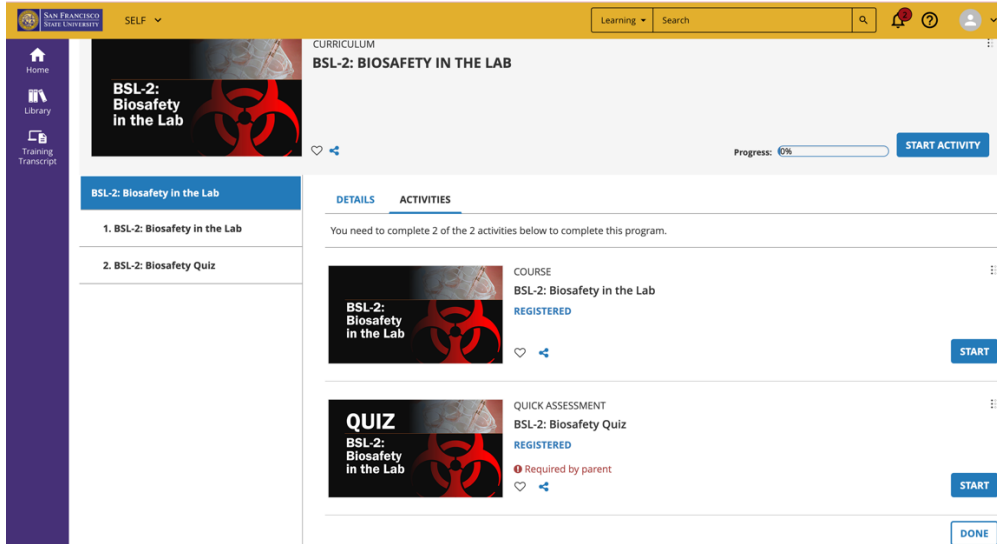 SAN FRANCISCO
STATE UNIVERSITY
SELF
Learning
Search
2
Home
Library
Training
Transcript
BSL-2:
Biosafety
in the Lab
CURRICULUM
BSL-2: BIOSAFETY IN THE LAB
Progress: 0%
START ACTIVITY
BSL-2: Biosafety in the Lab
1. BSL-2: Biosafety in the Lab
2. BSL-2: Biosafety Quiz
DETAILS ACTIVITIES
You need to complete 2 of the 2 activities below to complete this program.
BSL-2:
Biosafety
in the Lab
COURSE
BSL-2: Biosafety in the Lab
REGISTERED
START
QUIZ
BSL-2:
Biosafety
in the Lab
QUICK ASSESSMENT
BSL-2: Biosafety Quiz
REGISTERED
Required by parent
START
DONE